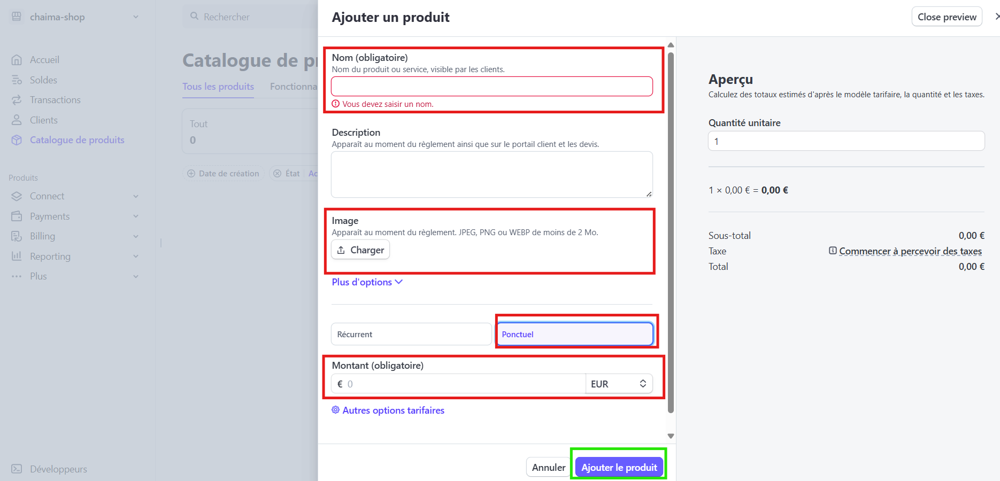 chaima-shop
Rechercher
Accueil
Soldes
Transactions
Clients
Catalogue de produits
Produits
Connect
Payments
Billing
Reporting
Plus
Développeurs
Catalogue de
Tous les produits
Tout
0
Date de création
État
Ajouter un produit
Close preview
Nom (obligatoire)
Nom du produit ou service, visible par les clients.
Vous devez saisir un nom.
Description
Apparaît au moment du règlement ainsi que sur le portail client et les devis.
Image
Apparaît au moment du règlement. JPEG, PNG ou WEBP de moins de 2 Mo.
Charger
Plus d'options
Récurrent
Ponctuel
Montant (obligatoire)
€ 0
EUR
Autres options tarifaires
Annuler
Ajouter le produit
Aperçu
Calculez des totaux estimés d'après le modèle tarifaire, la quantité et les taxes.
Quantité unitaire
1
1 × 0,00 € = 0,00 €
Sous-total 0,00 €
Taxe Commencer à percevoir des taxes
Total 0,00 €